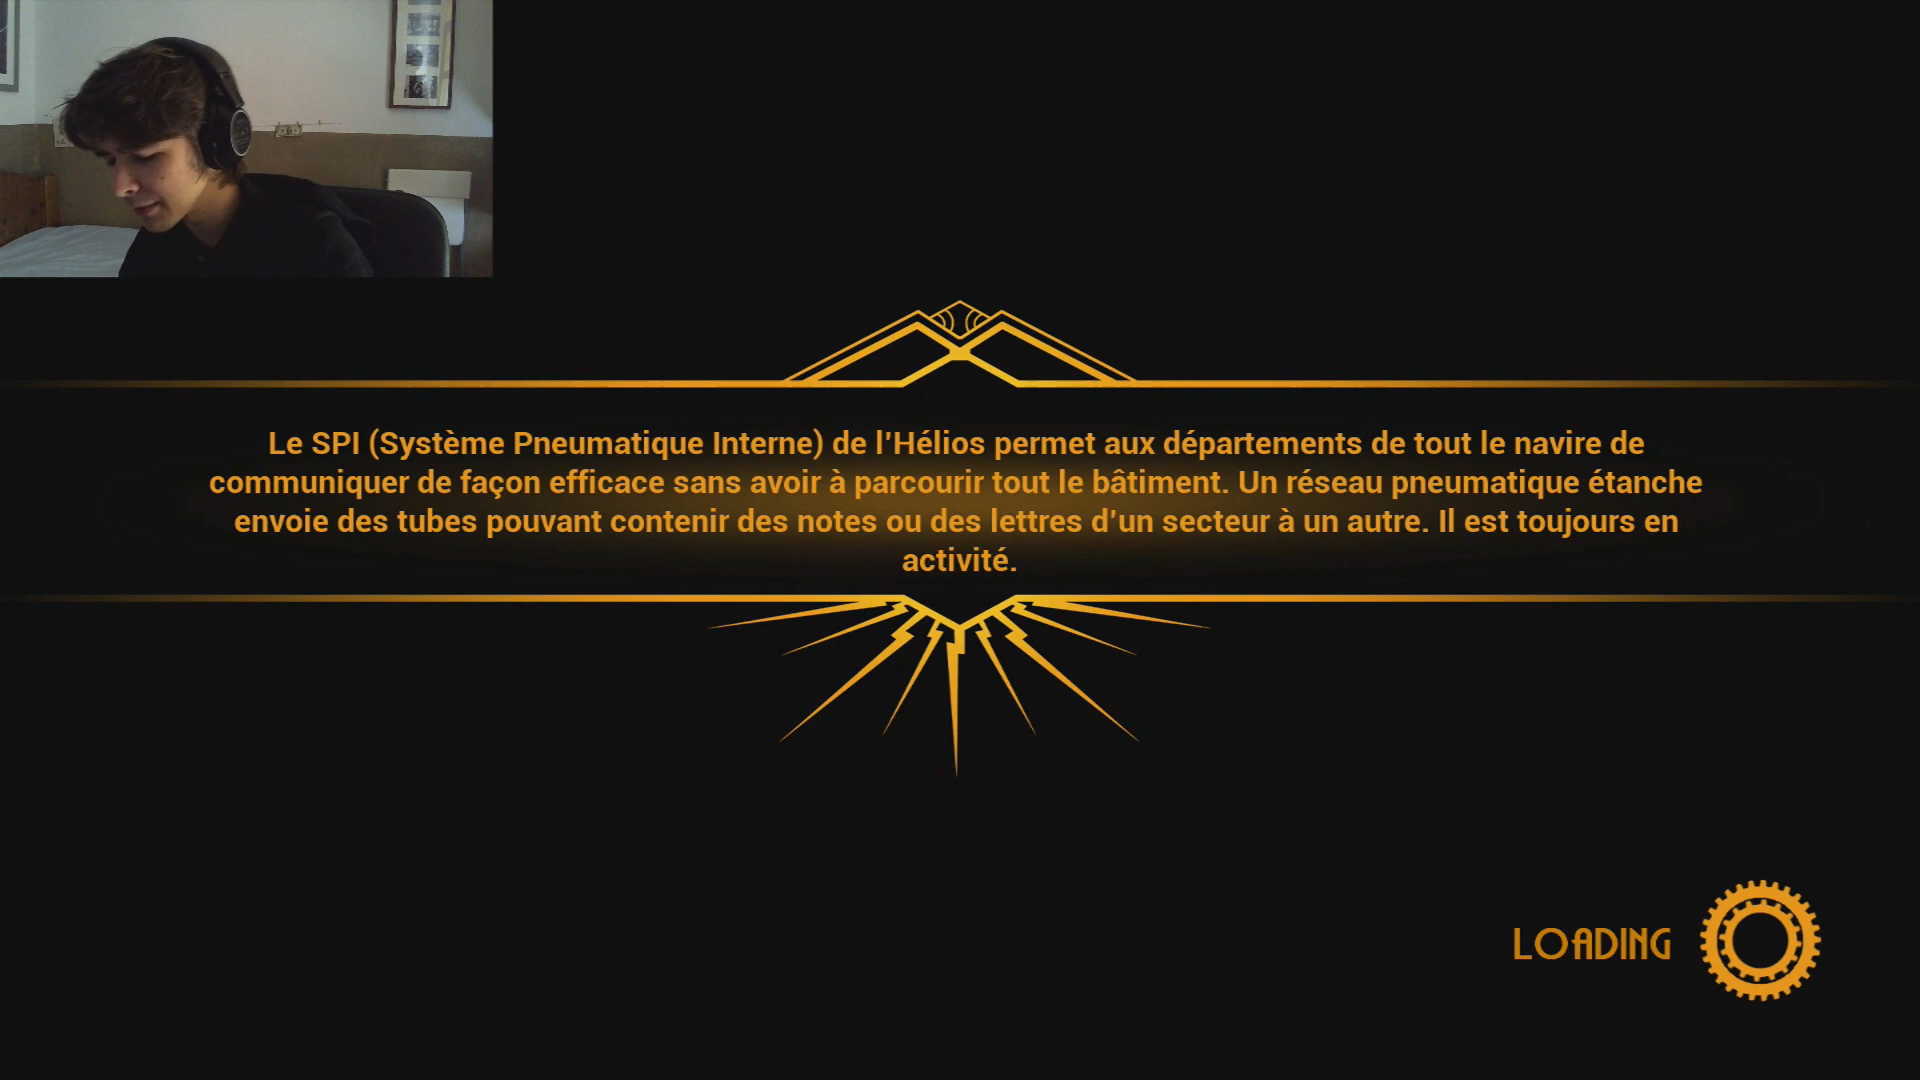 Le SPI (Système Pneumatique Interne) de l'Hélios permet aux départements de tout le navire de
communiquer de façon efficace sans avoir à parcourir tout le bâtiment. Un réseau pneumatique étanche
envoie des tubes pouvant contenir des notes ou des lettres d'un secteur à un autre. Il est toujours en
activité.
LOADING